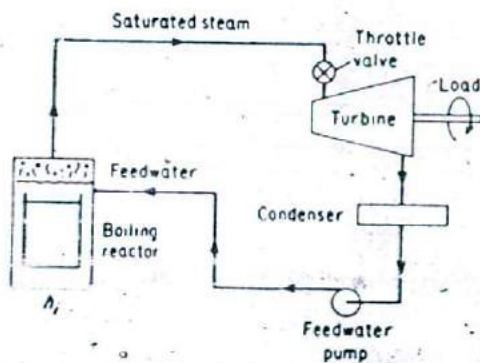 Saturated steam
Throttle
valve
Load
Turbine
Feedwater
Condenser
Boiling
reactor
Feedwater
pump